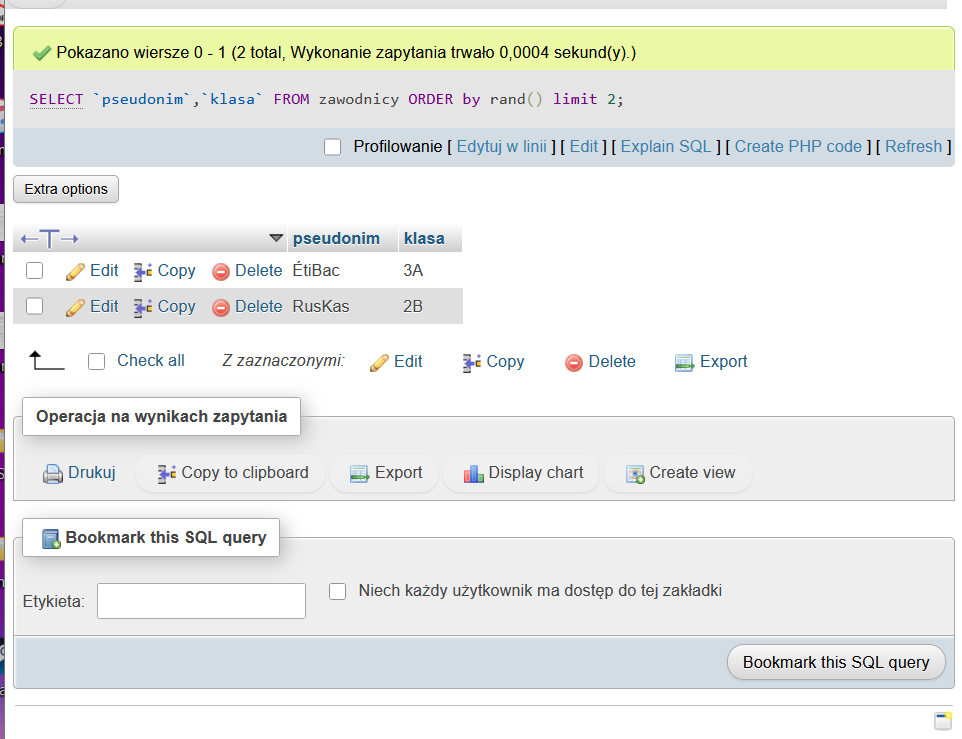 Pokazano wiersze 0 - 1 (2 total, Wykonanie zapytania trwało 0,0004 sekund(y).)
SELECT `pseudonim`,`klasa` FROM zawodnicy ORDER by rand() limit 2;
Profilowanie [ Edytuj w linii ] [ Edit ] [ Explain SQL ] [ Create PHP code ] [ Refresh ]
Extra options
←T→ pseudonim klasa
Edit Copy Delete ÉtiBac 3A
Edit Copy Delete RusKas 2B
Check all Z zaznaczonymi: Edit Copy Delete Export
Operacja na wynikach zapytania
Drukuj Copy to clipboard Export Display chart Create view
Bookmark this SQL query
Etykieta: Niech każdy użytkownik ma dostęp do tej zakładki
Bookmark this SQL query